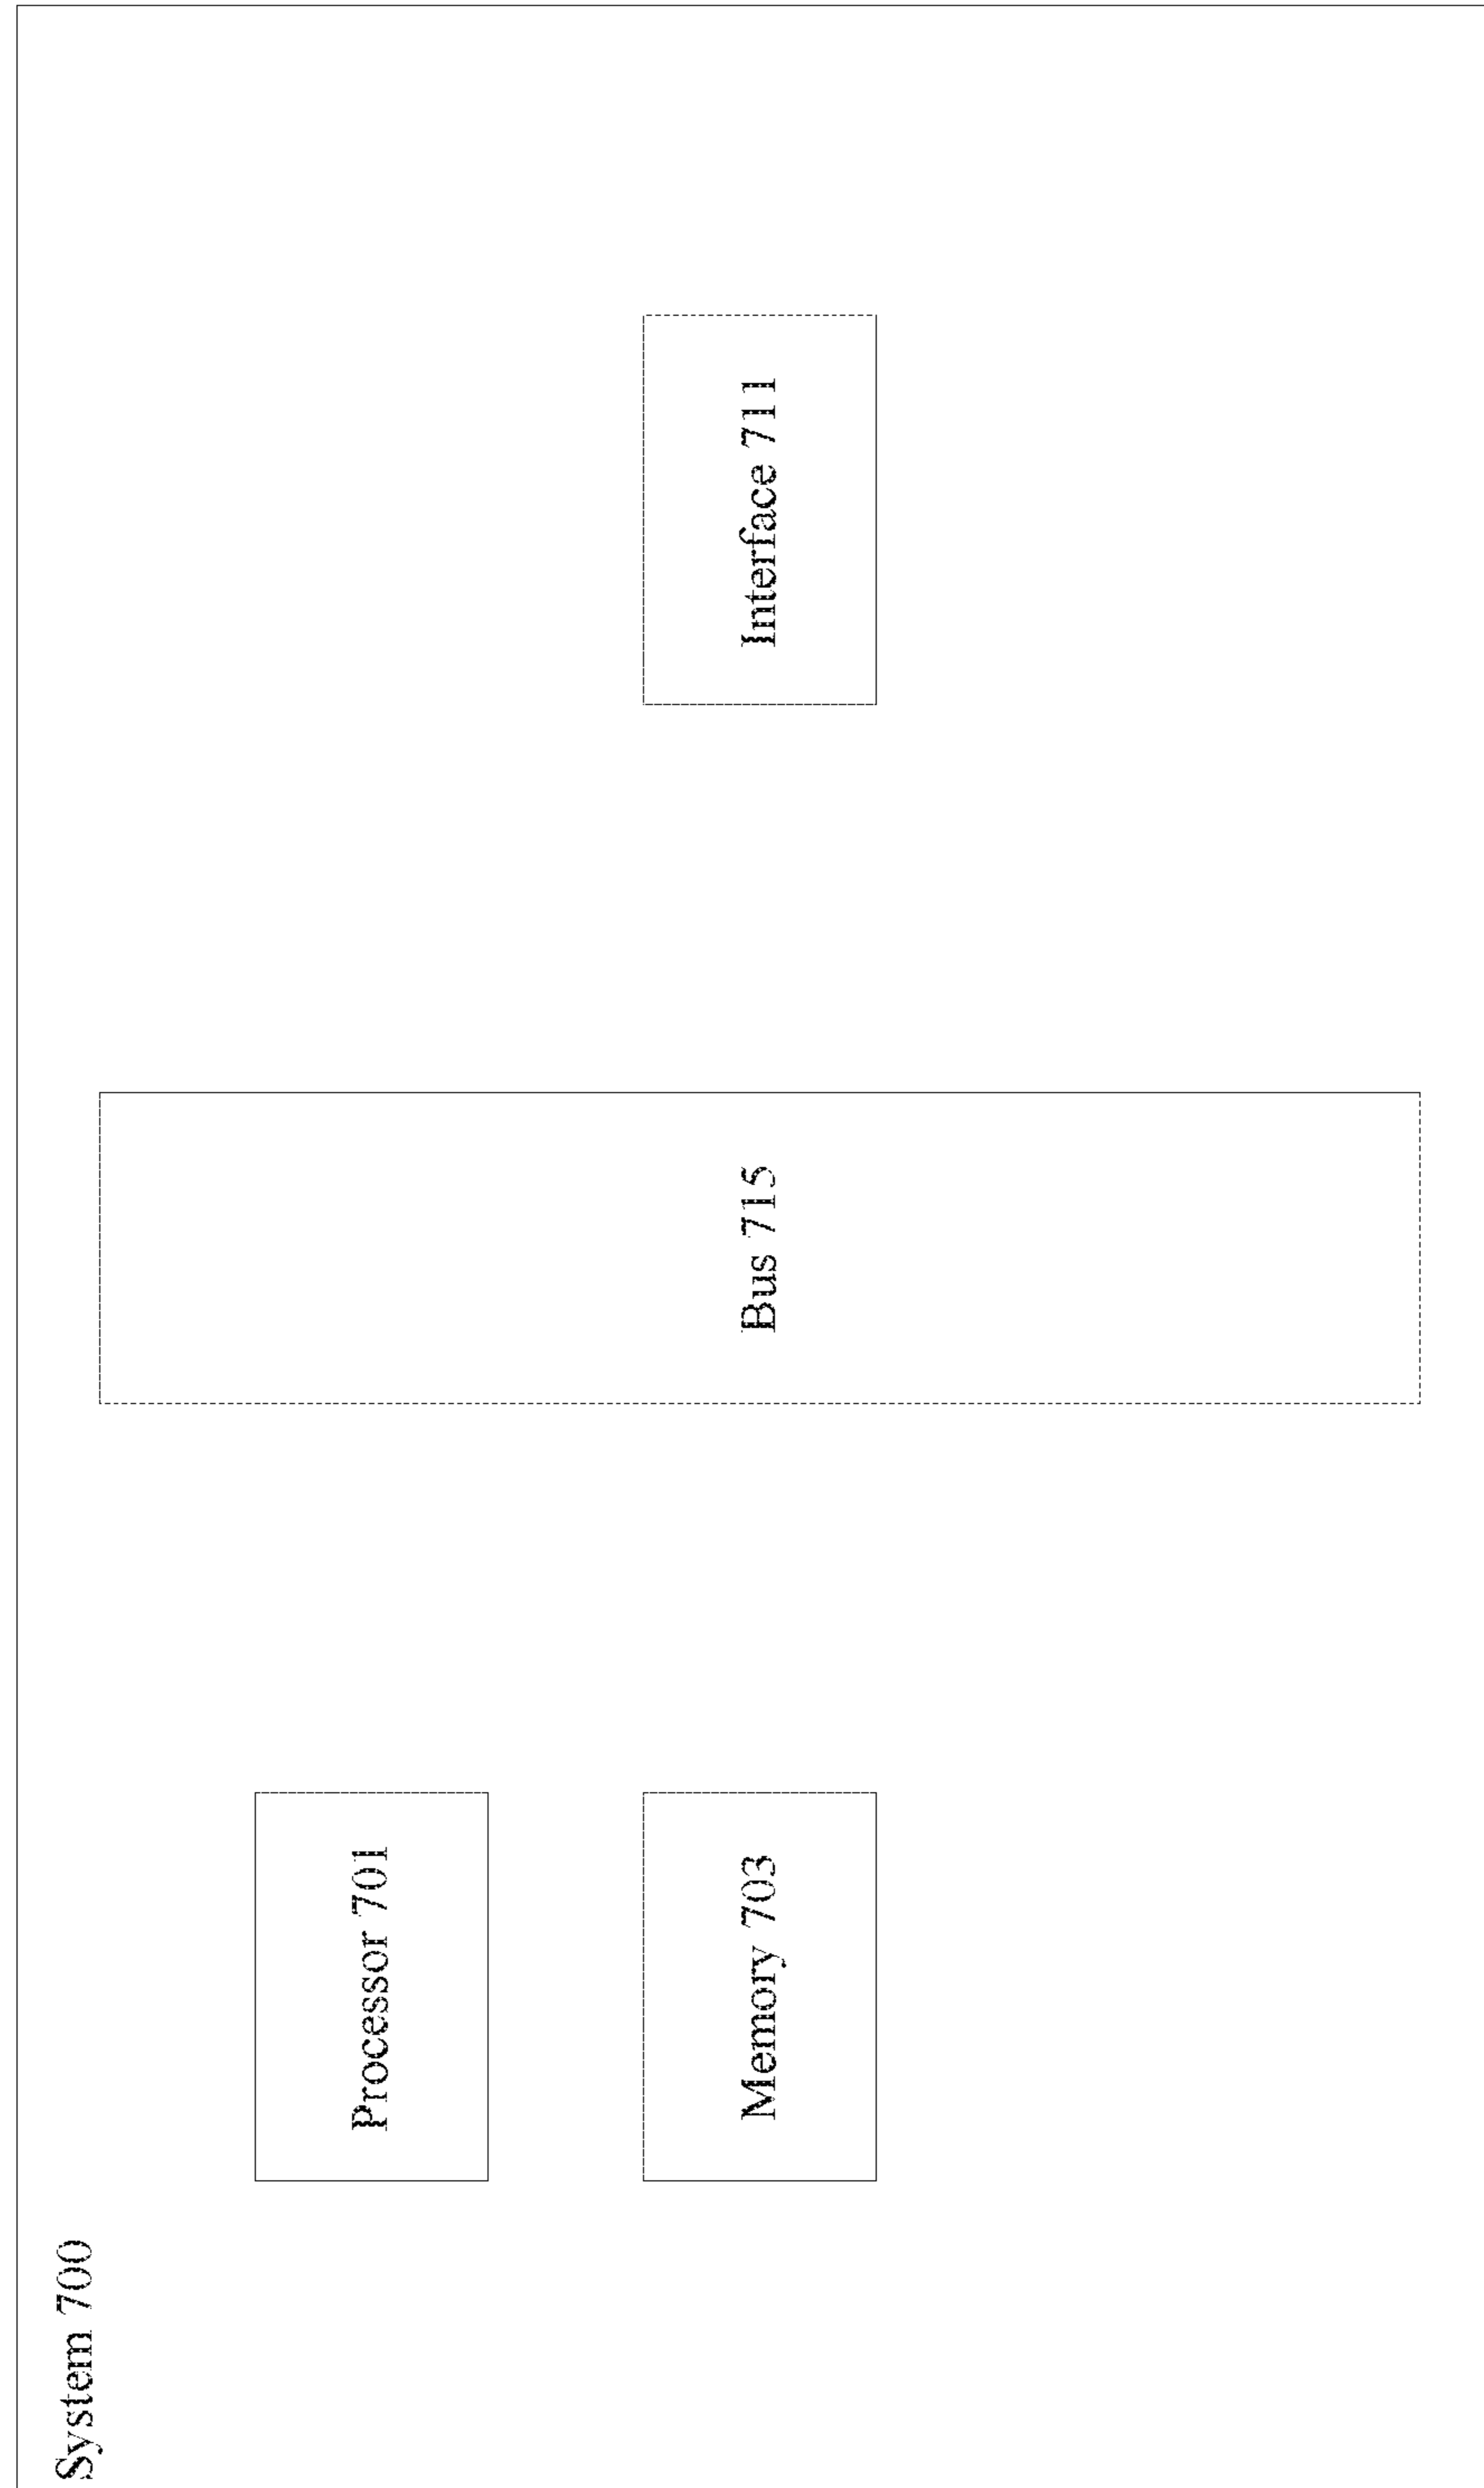 System 700
Processor 701
Memory 703
Bus 715
Interface 711